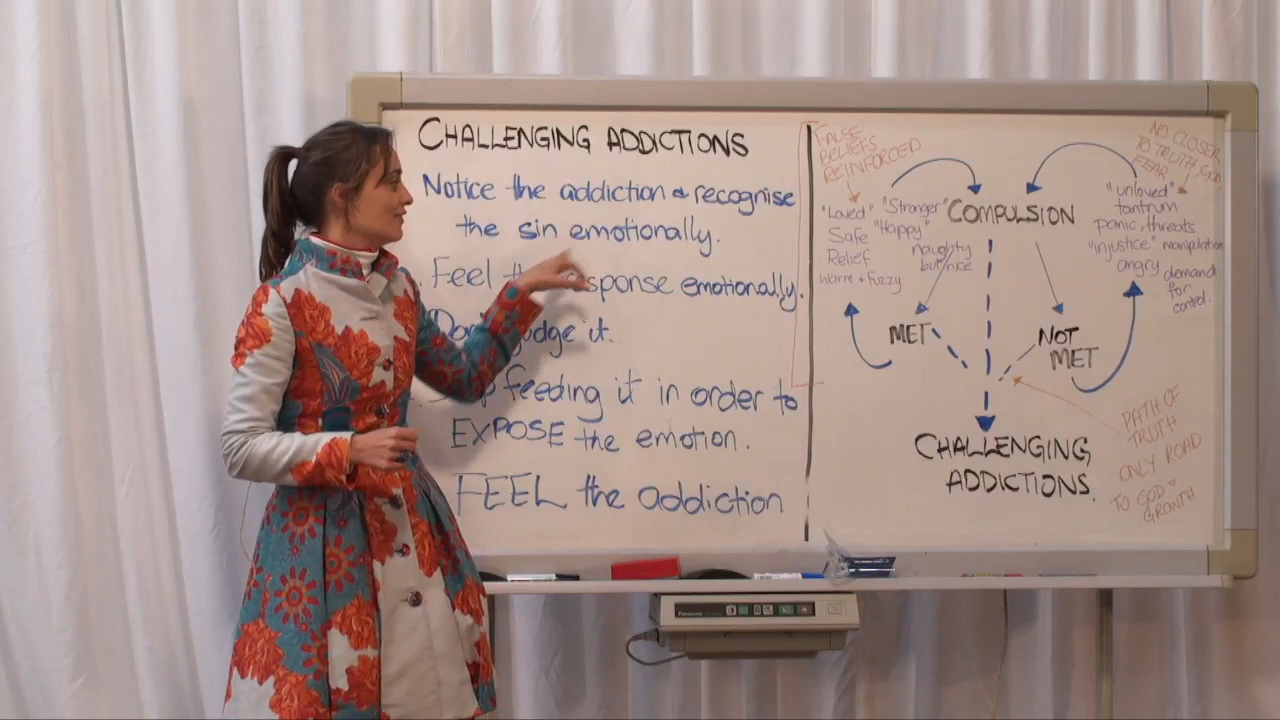 CHALLENGING ADDICTIONS
Notice the addiction & recognise
the sin emotionally.
Feel response emotionally.
judge it.
feeding it in order to
EXPOSE the emotion.
FEEL the addiction
FALSE
BELIEFS
REINFORCED
"Loved"
Safe
Relief
warm & fuzzy
"Stronger"
"Happy"
naughty
but nice
COMPULSION
NO CLOSER
TO TRUTH, GOD,
FEAR
"unloved"
tantrum
panic, threats
"injustice" manipulation
angry
demand
for
control.
MET
NOT
MET
CHALLENGING
ADDICTIONS.
PATH OF
TRUTH
ONLY ROAD
TO GOD &
GROWTH
Panasonic